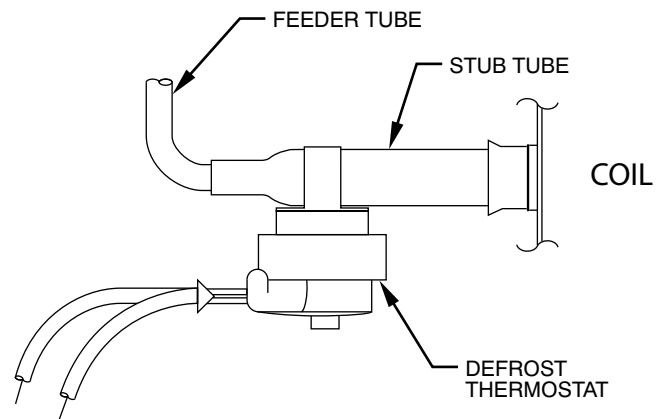 FEEDER TUBE
STUB TUBE
COIL
DEFROST
THERMOSTAT